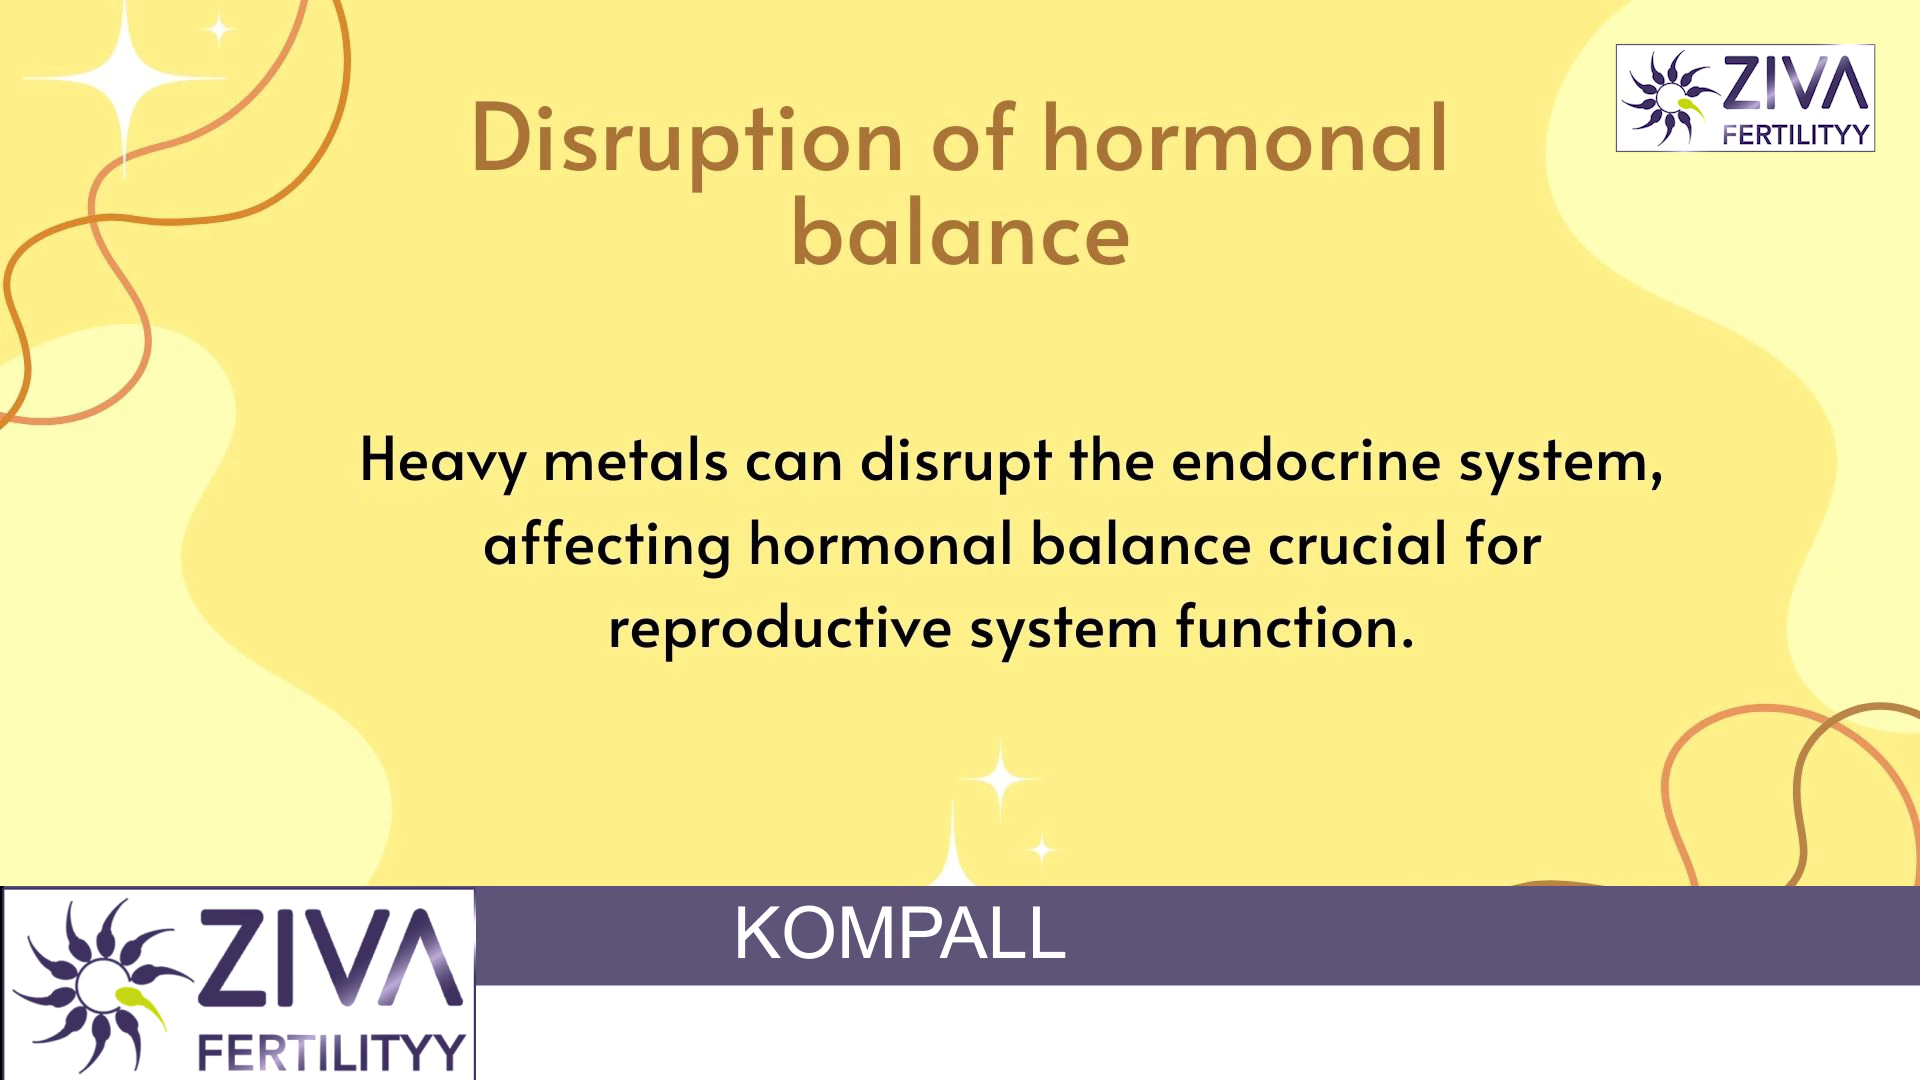 ZIVA
FERTILITYY
Disruption of hormonal
balance
Heavy metals can disrupt the endocrine system,
affecting hormonal balance crucial for
reproductive system function.
KOMPALL
ZIVA
FERTILITYY